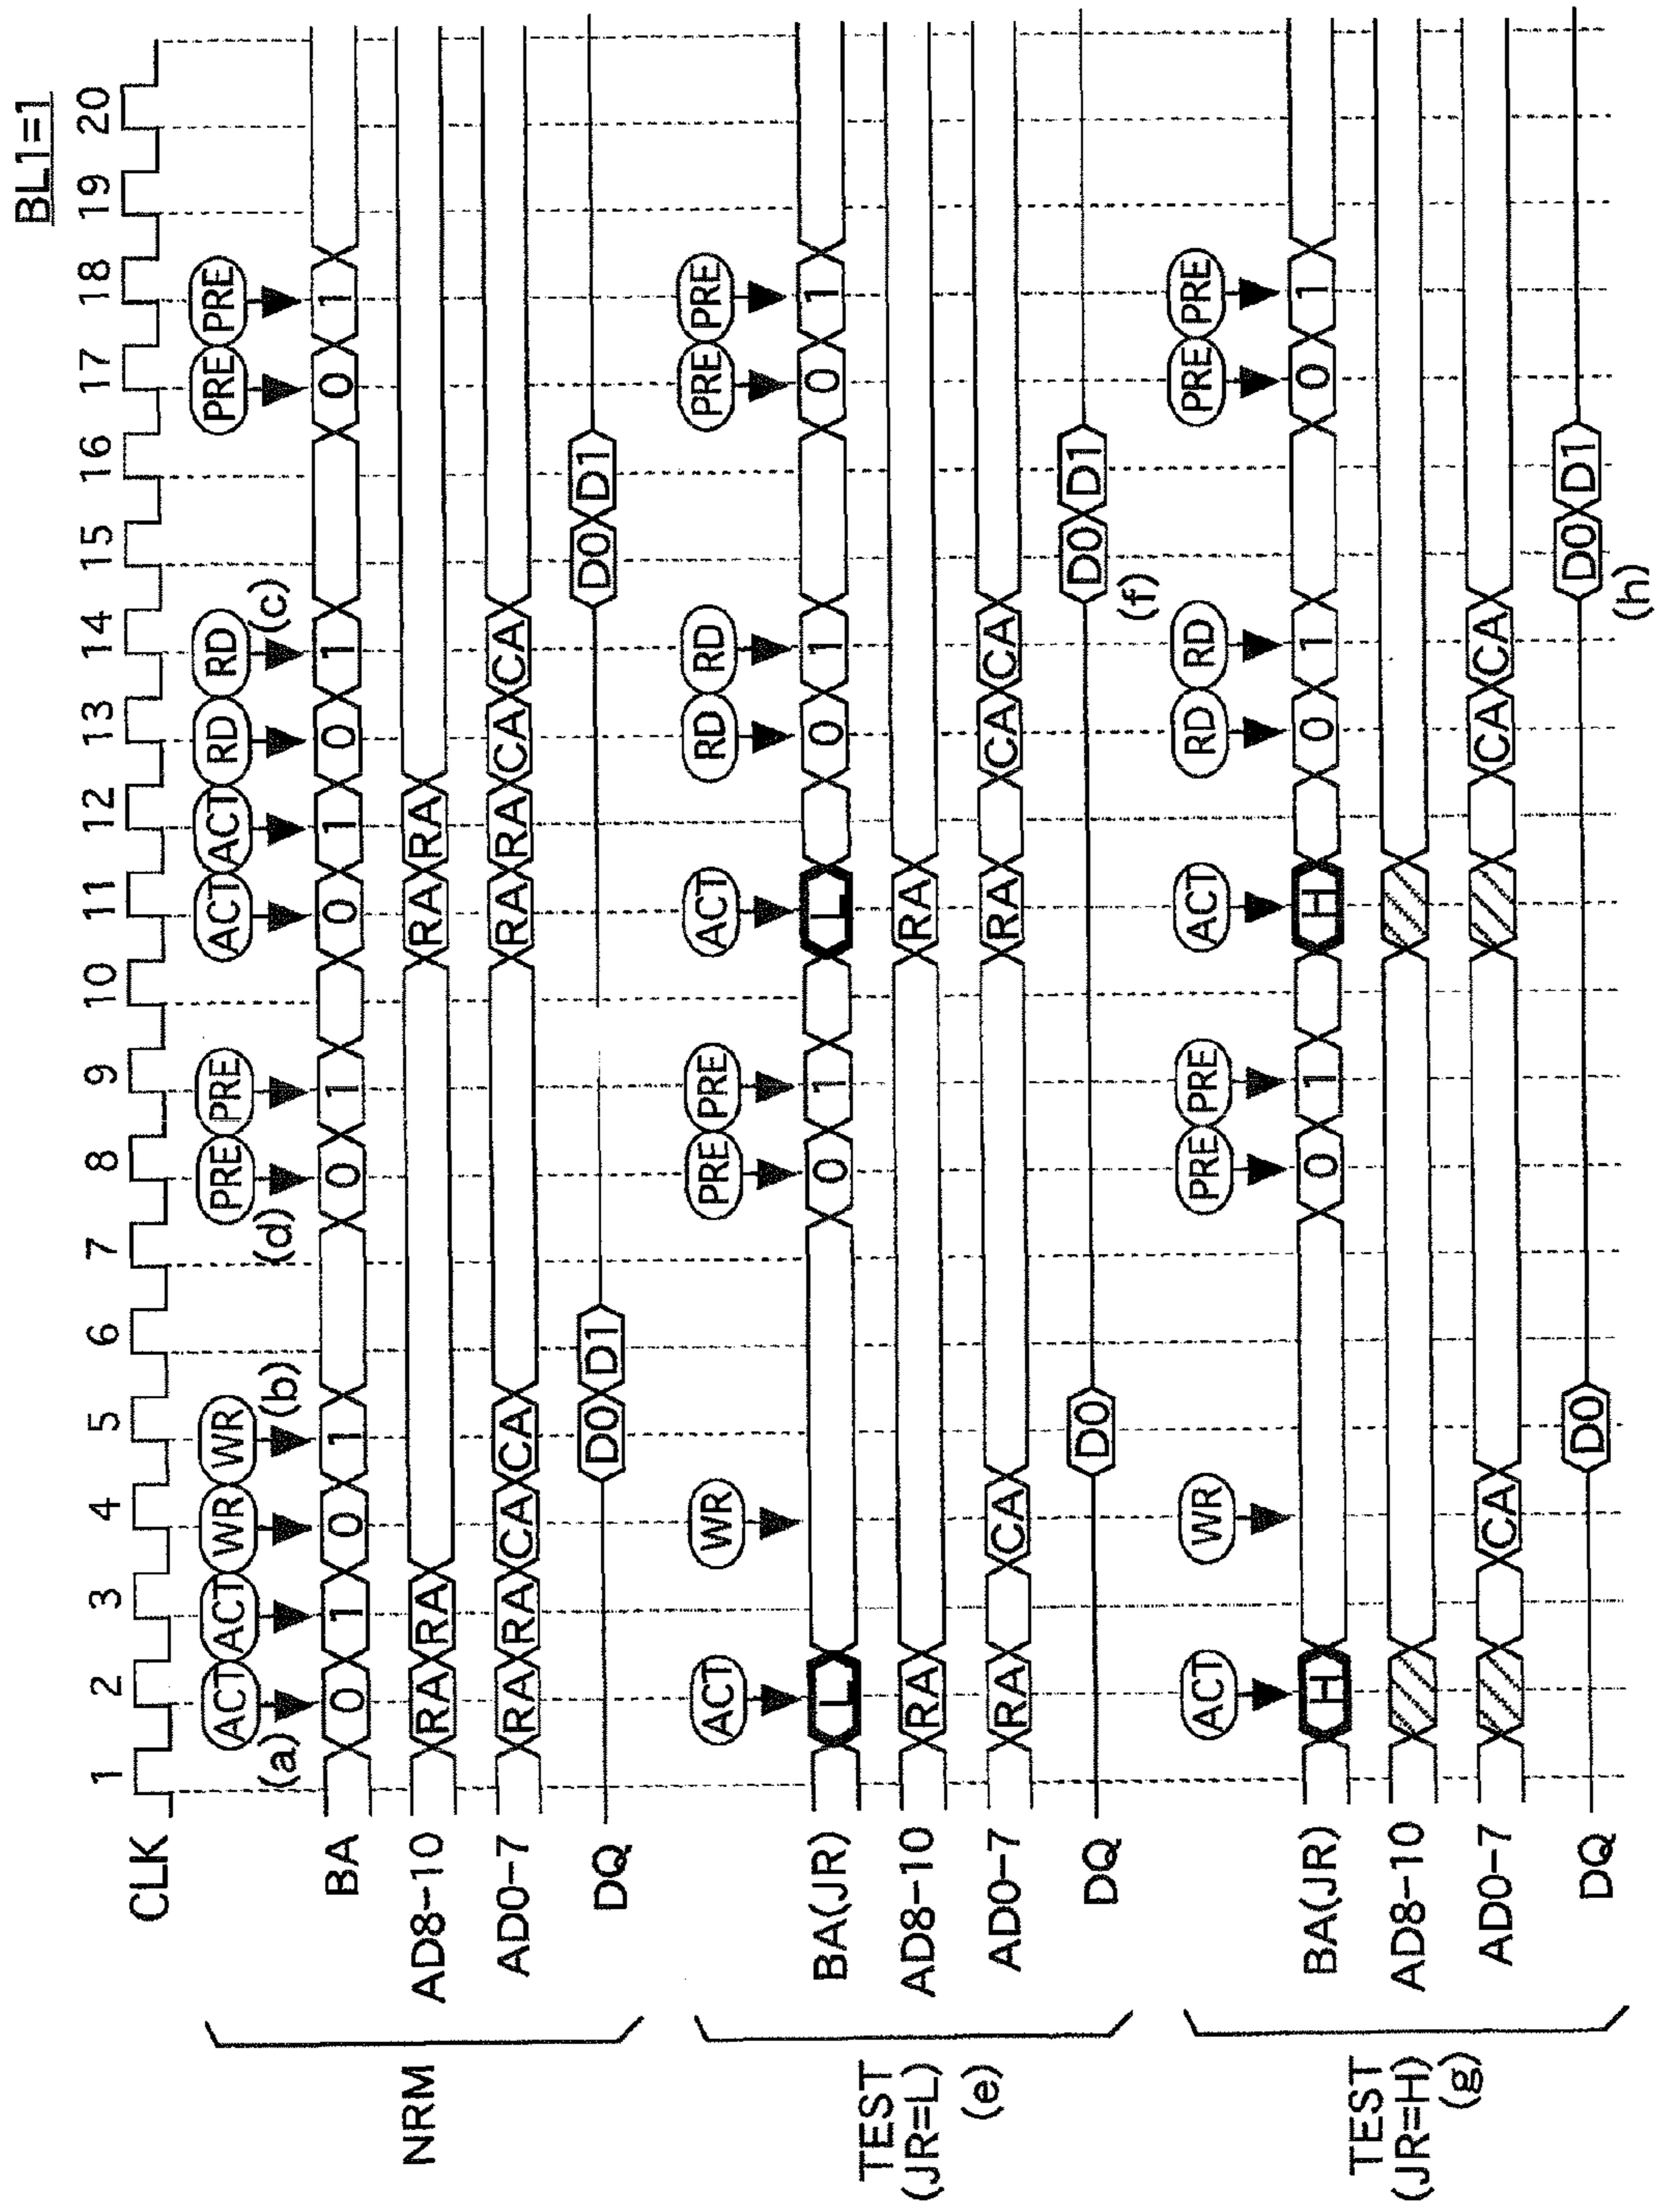 BL1=1
CLK 1 2 3 4 5 6 7 8 9 10 11 12 13 14 15 16 17 18 19 20
ACT ACT WR WR PRE PRE ACT ACT RD RD PRE PRE
(a) (b) (d) (c)
BA 0 1 0 1 0 1 0 1 0 1 0 1
AD8-10 RA RA RA RA
AD0-7 RA RA CA CA RA RA CA CA
DQ D0 D1 D0 D1
NRM
ACT WR PRE PRE ACT RD RD PRE PRE
BA(JR) L 0 1 L 0 1 0 1
AD8-10 RA RA
AD0-7 RA CA RA CA CA
DQ D0 D0 D1
(f)
TEST
(JR=L)
(e)
ACT WR PRE PRE ACT RD RD PRE PRE
BA(JR) H 0 1 H 0 1 0 1
AD8-10
AD0-7 CA CA CA
DQ D0 D0 D1
(h)
TEST
(JR=H)
(g)